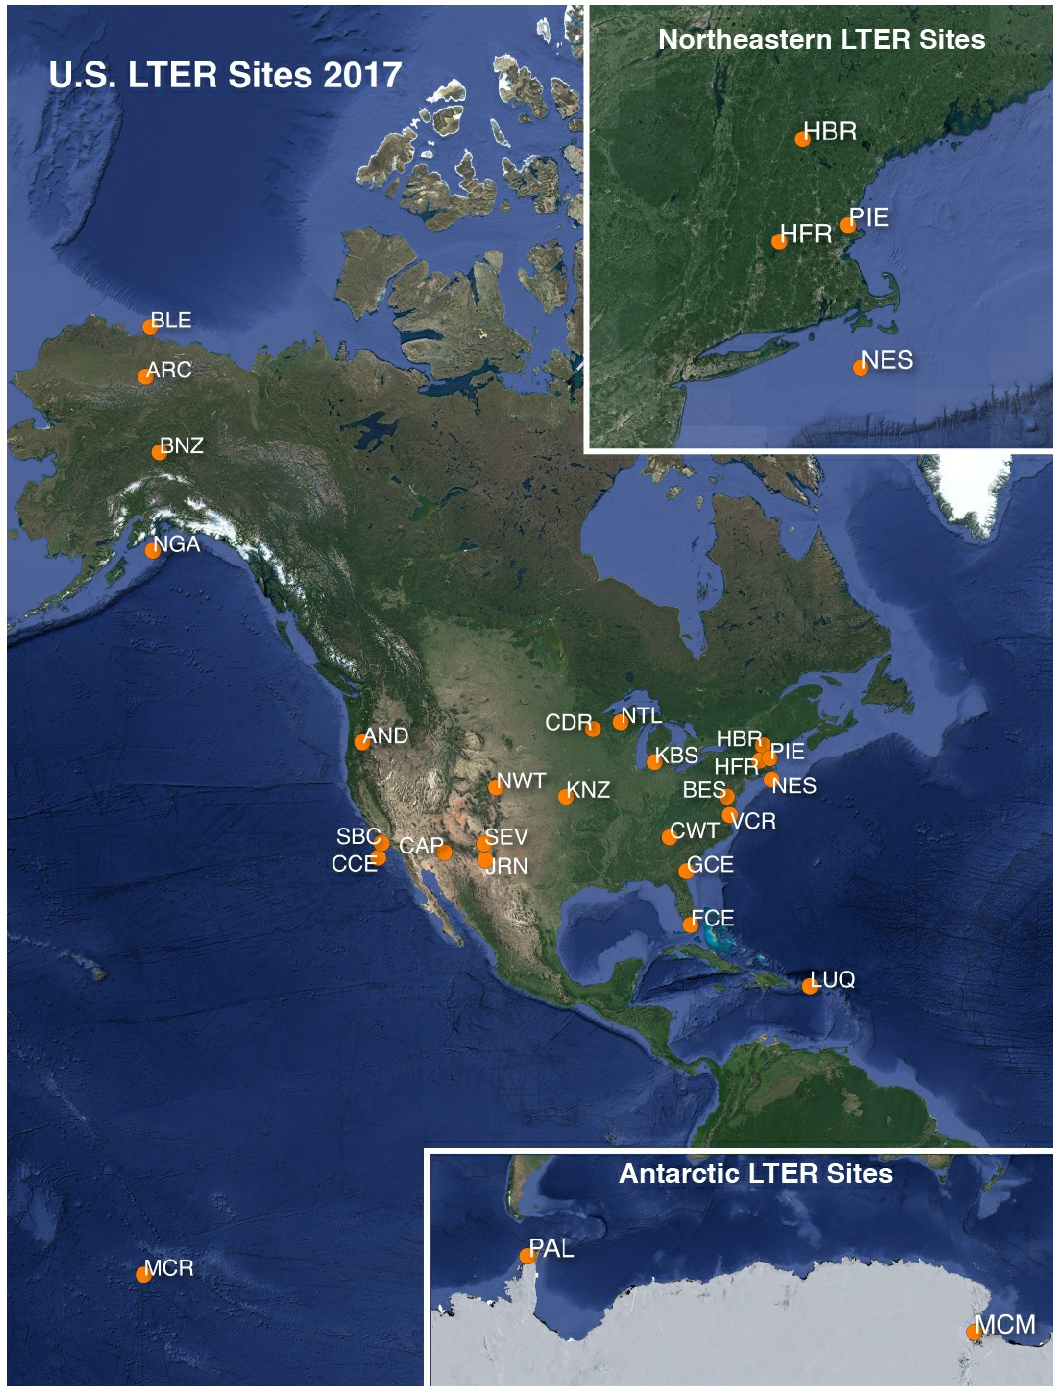 U.S. LTER Sites 2017
Northeastern LTER Sites
HBR
PIE
HFR
NES
BLE
ARC
BNZ
NGA
AND
CDR
NTL
KBS
HBR
PIE
HFR
NES
NWT
KNZ
BES
VCR
SBC
CAP
SEV
CWT
CCE
JRN
GCE
FCE
LUQ
MCR
Antarctic LTER Sites
PAL
MCM